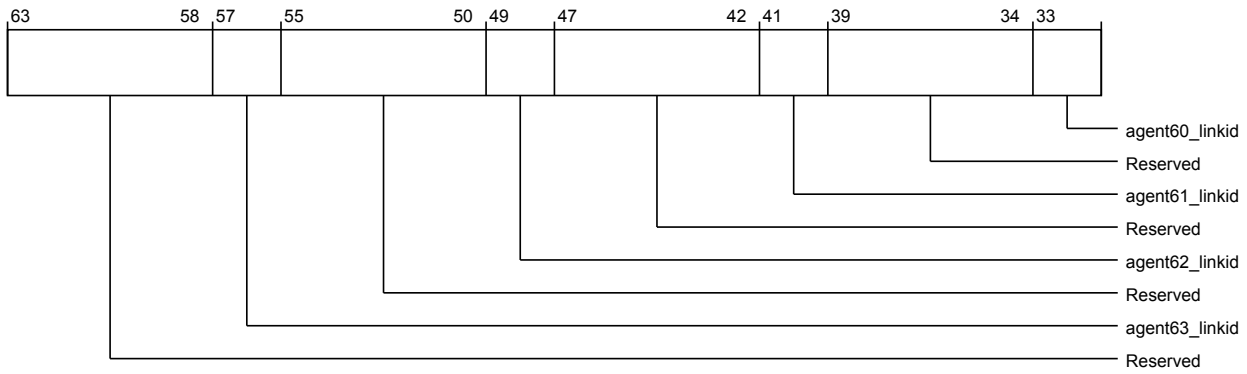 63 58 57 55 50 49 47 42 41 39 34 33
agent60_linkid
Reserved
agent61_linkid
Reserved
agent62_linkid
Reserved
agent63_linkid
Reserved